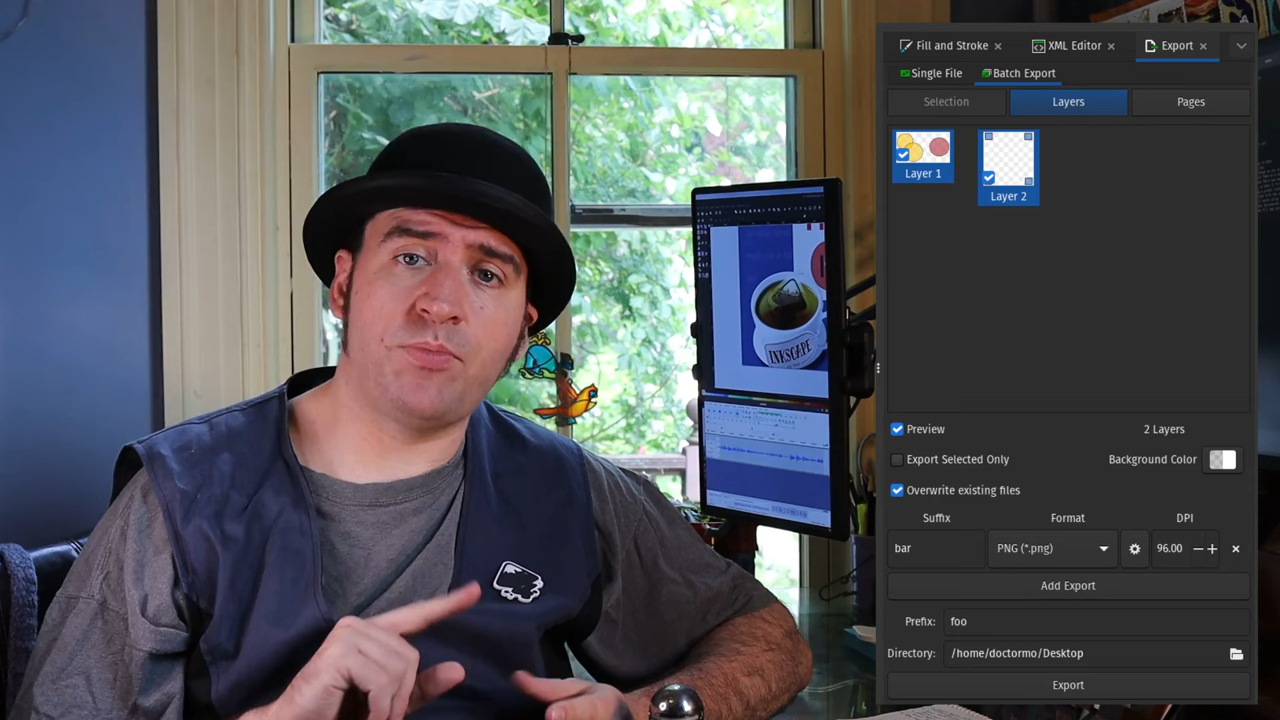 Fill and Stroke
XML Editor
Export
Single File
Batch Export
Selection
Layers
Pages
Layer 1
Layer 2
Preview
2 Layers
Export Selected Only
Background Color
Overwrite existing files
Suffix
Format
DPI
bar
PNG (*.png)
96.00
Add Export
Prefix:
foo
Directory:
/home/doctormo/Desktop
Export
INKSCAPE